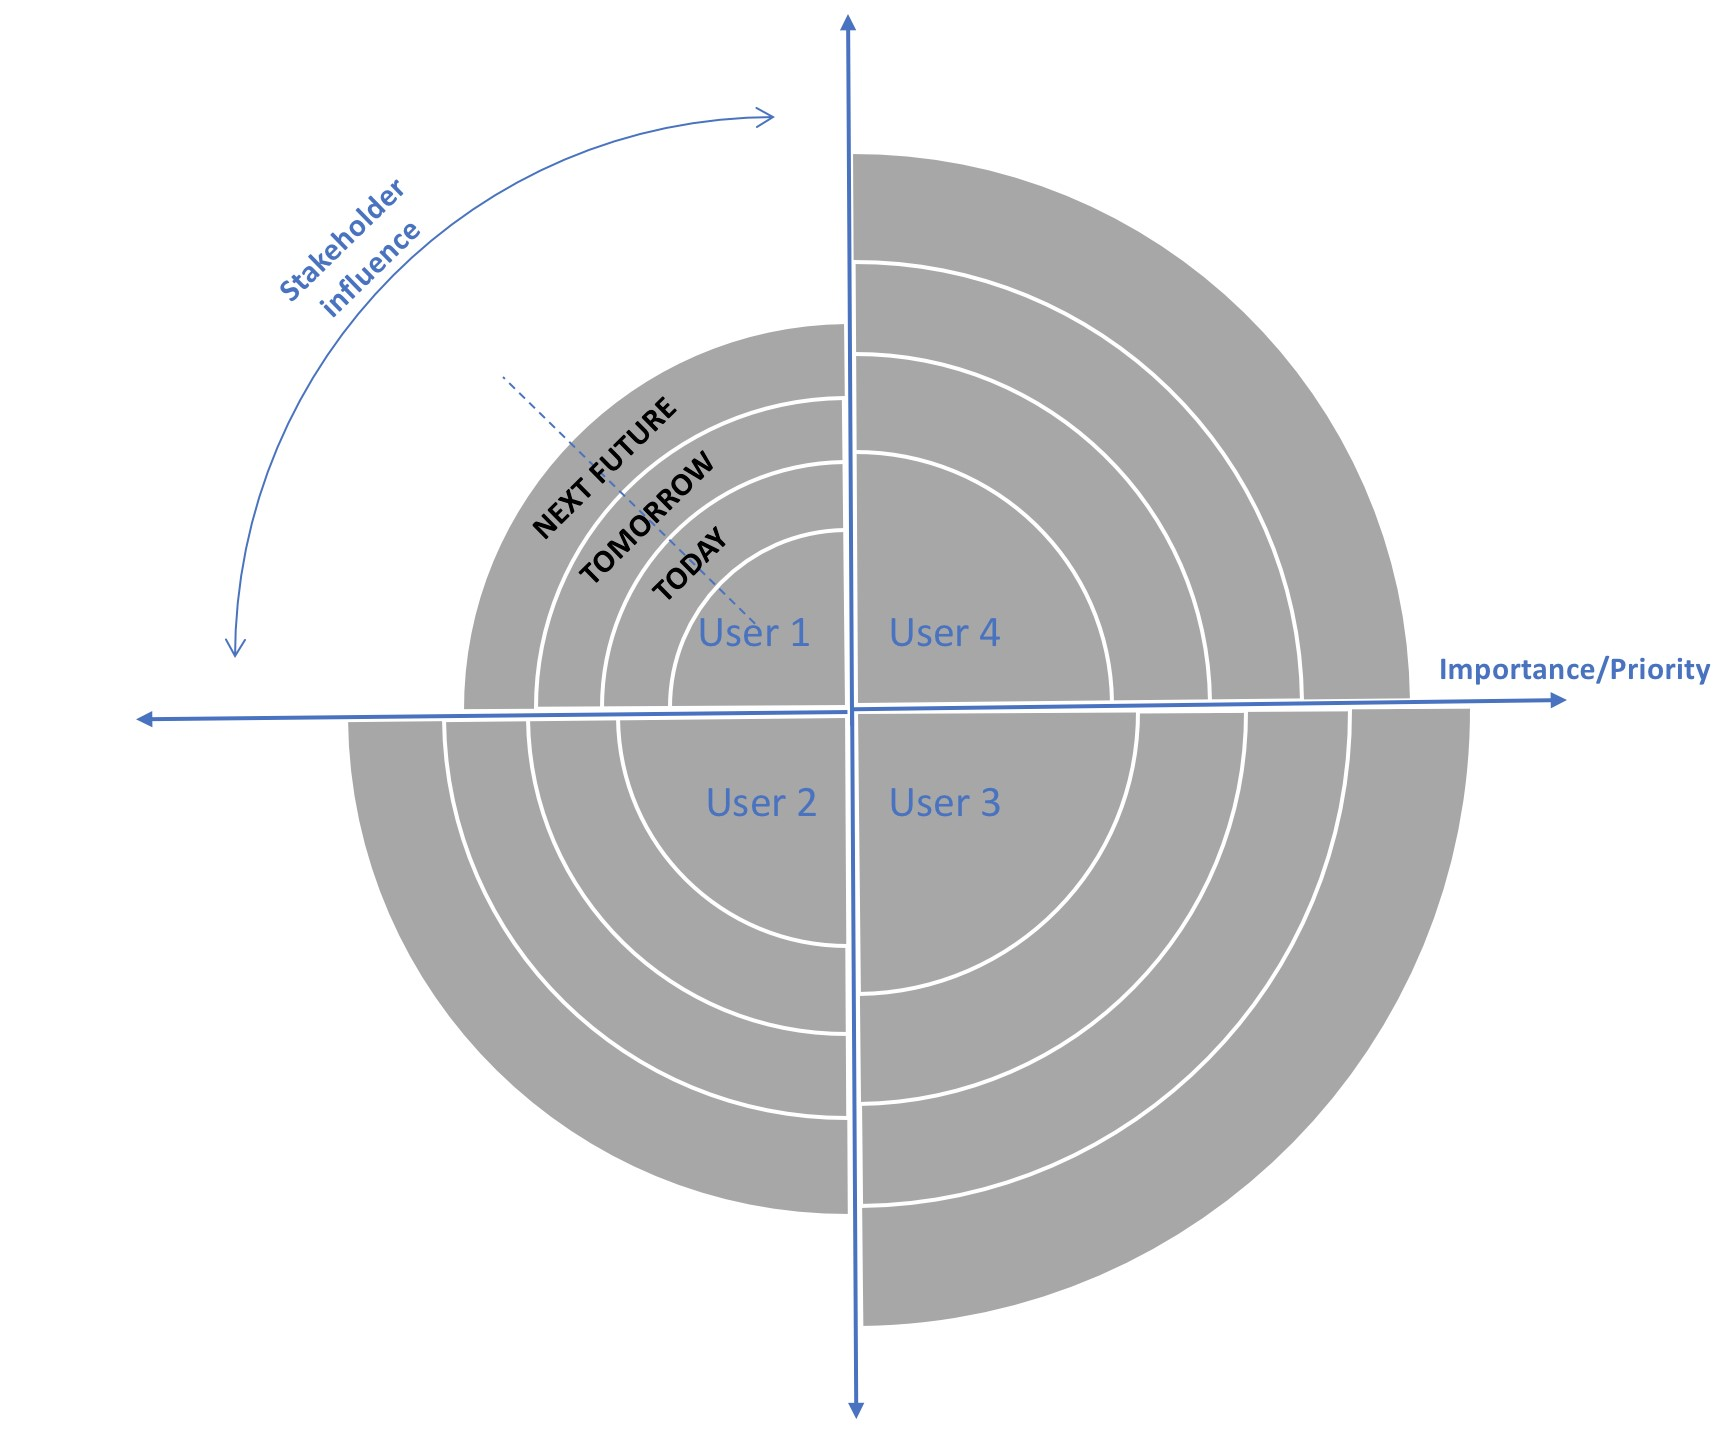 Stakeholder
influence
NEXT FUTURE
TOMORROW
TODAY
User 1
User 4
Importance/Priority
User 2
User 3